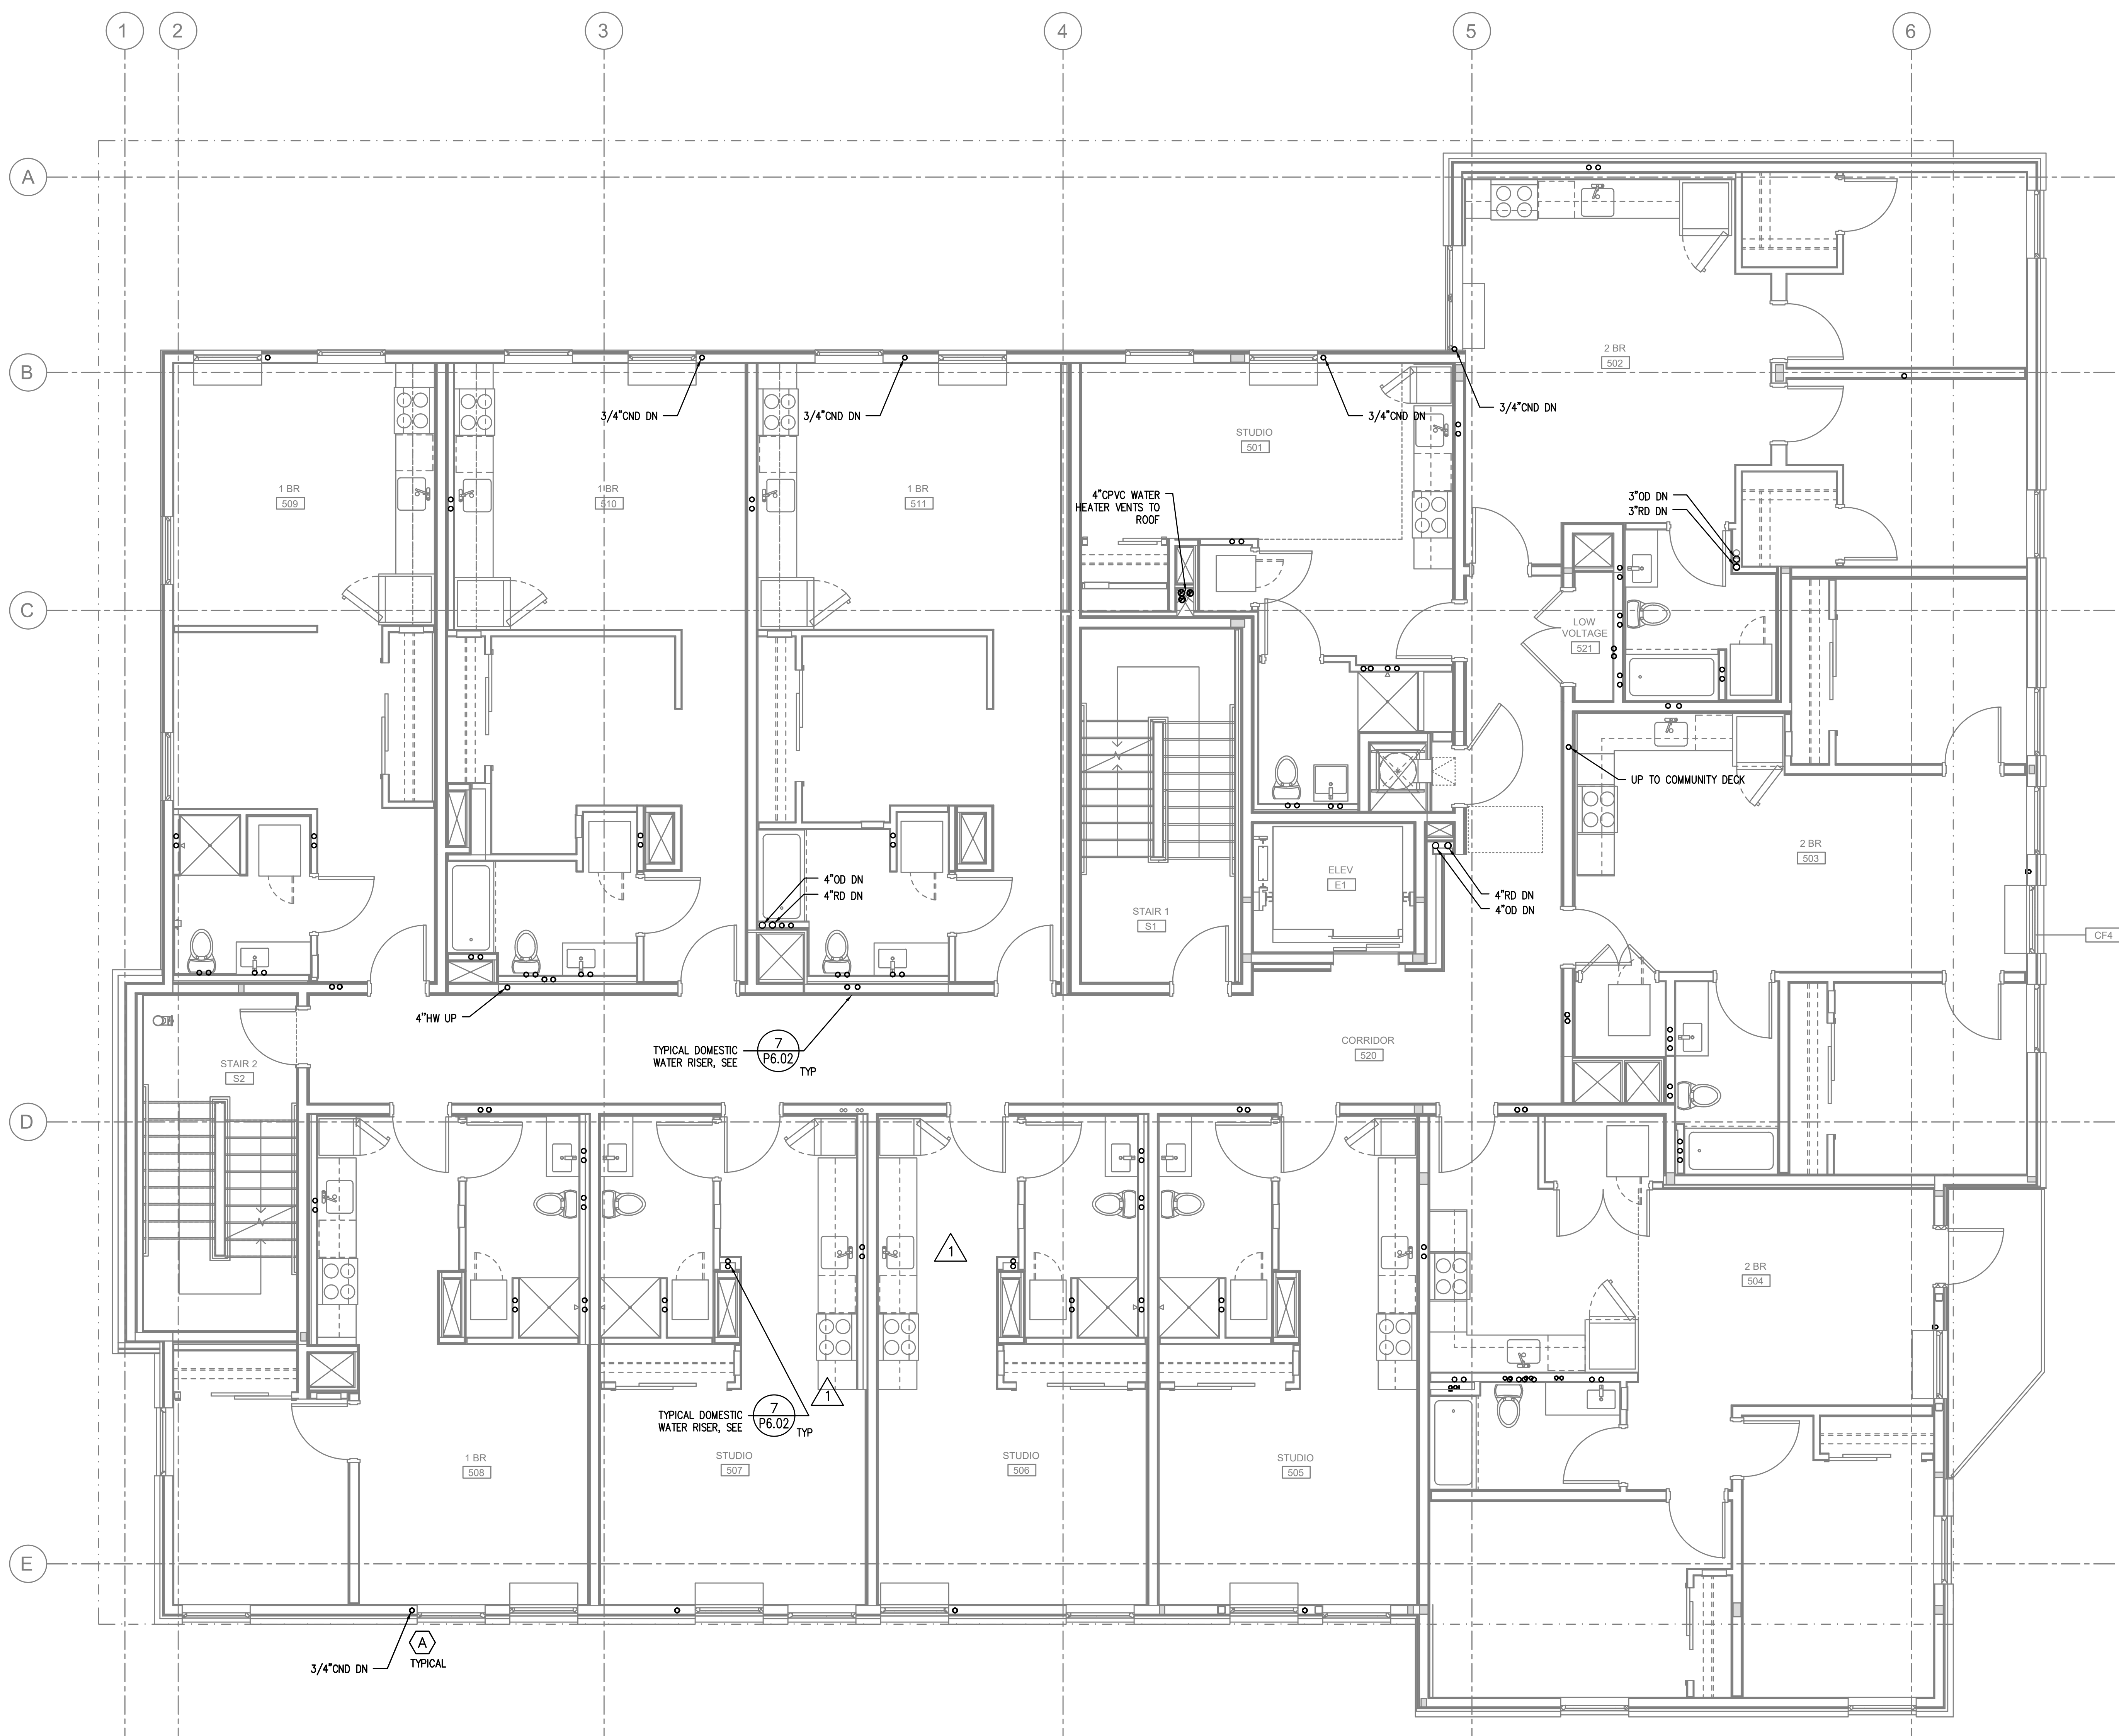 1
2
3
4
5
6
A
B
C
D
E
2 BR
502
3/4"CND DN
3/4"CND DN
3/4"CND DN
3/4"CND DN
STUDIO
501
1 BR
509
1 BR
510
1 BR
511
4"CPVC WATER
HEATER VENTS TO
ROOF
3"OD DN
3"RD DN
LOW
VOLTAGE
521
UP TO COMMUNITY DECK
2 BR
503
4"OD DN
4"RD DN
ELEV
E1
4"RD DN
4"OD DN
STAIR 1
S1
CF4
4"HW UP
TYPICAL DOMESTIC
WATER RISER, SEE
7
P6.02
TYP
CORRIDOR
520
STAIR 2
S2
1
2 BR
504
1
TYPICAL DOMESTIC
WATER RISER, SEE
7
P6.02
TYP
1 BR
508
STUDIO
507
STUDIO
506
STUDIO
505
A
TYPICAL
3/4"CND DN